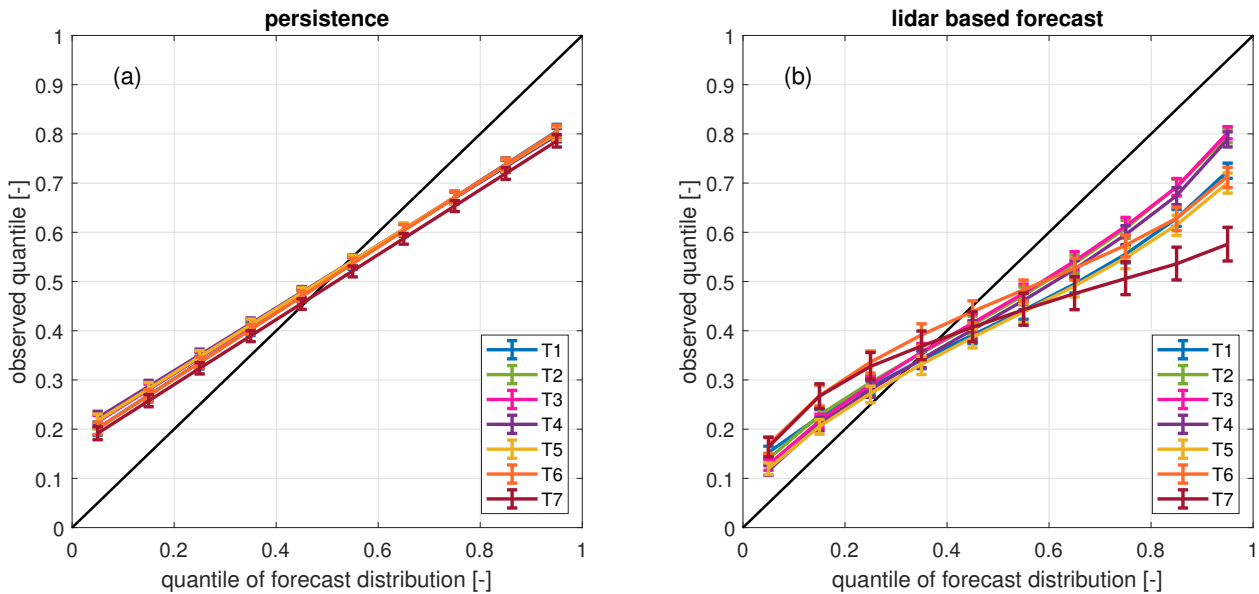 persistence
(a)
observed quantile [-]
1
0.9
0.8
0.7
0.6
0.5
0.4
0.3
0.2
0.1
0
0 0.2 0.4 0.6 0.8 1
quantile of forecast distribution [-]
T1
T2
T3
T4
T5
T6
T7
lidar based forecast
(b)
observed quantile [-]
1
0.9
0.8
0.7
0.6
0.5
0.4
0.3
0.2
0.1
0
0 0.2 0.4 0.6 0.8 1
quantile of forecast distribution [-]
T1
T2
T3
T4
T5
T6
T7